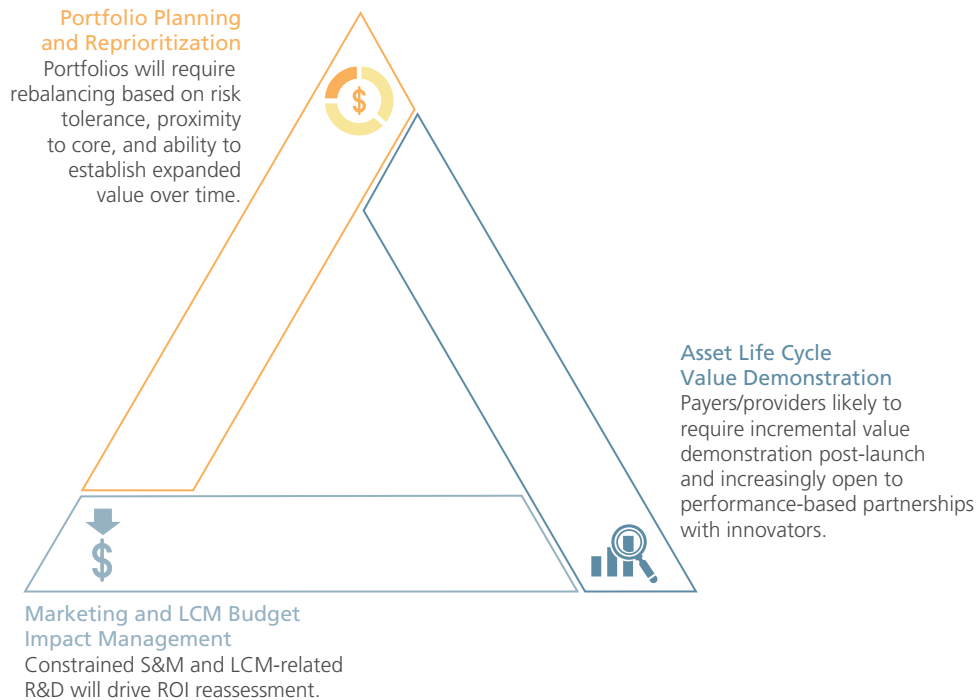 Portfolio Planning
and Reprioritization
Portfolios will require
rebalancing based on risk
tolerance, proximity
to core, and ability to
establish expanded
value over time.
$
Asset Life Cycle
Value Demonstration
Payers/providers likely to
require incremental value
demonstration post-launch
and increasingly open to
performance-based partnerships
with innovators.
$
Marketing and LCM Budget
Impact Management
Constrained S&M and LCM-related
R&D will drive ROI reassessment.